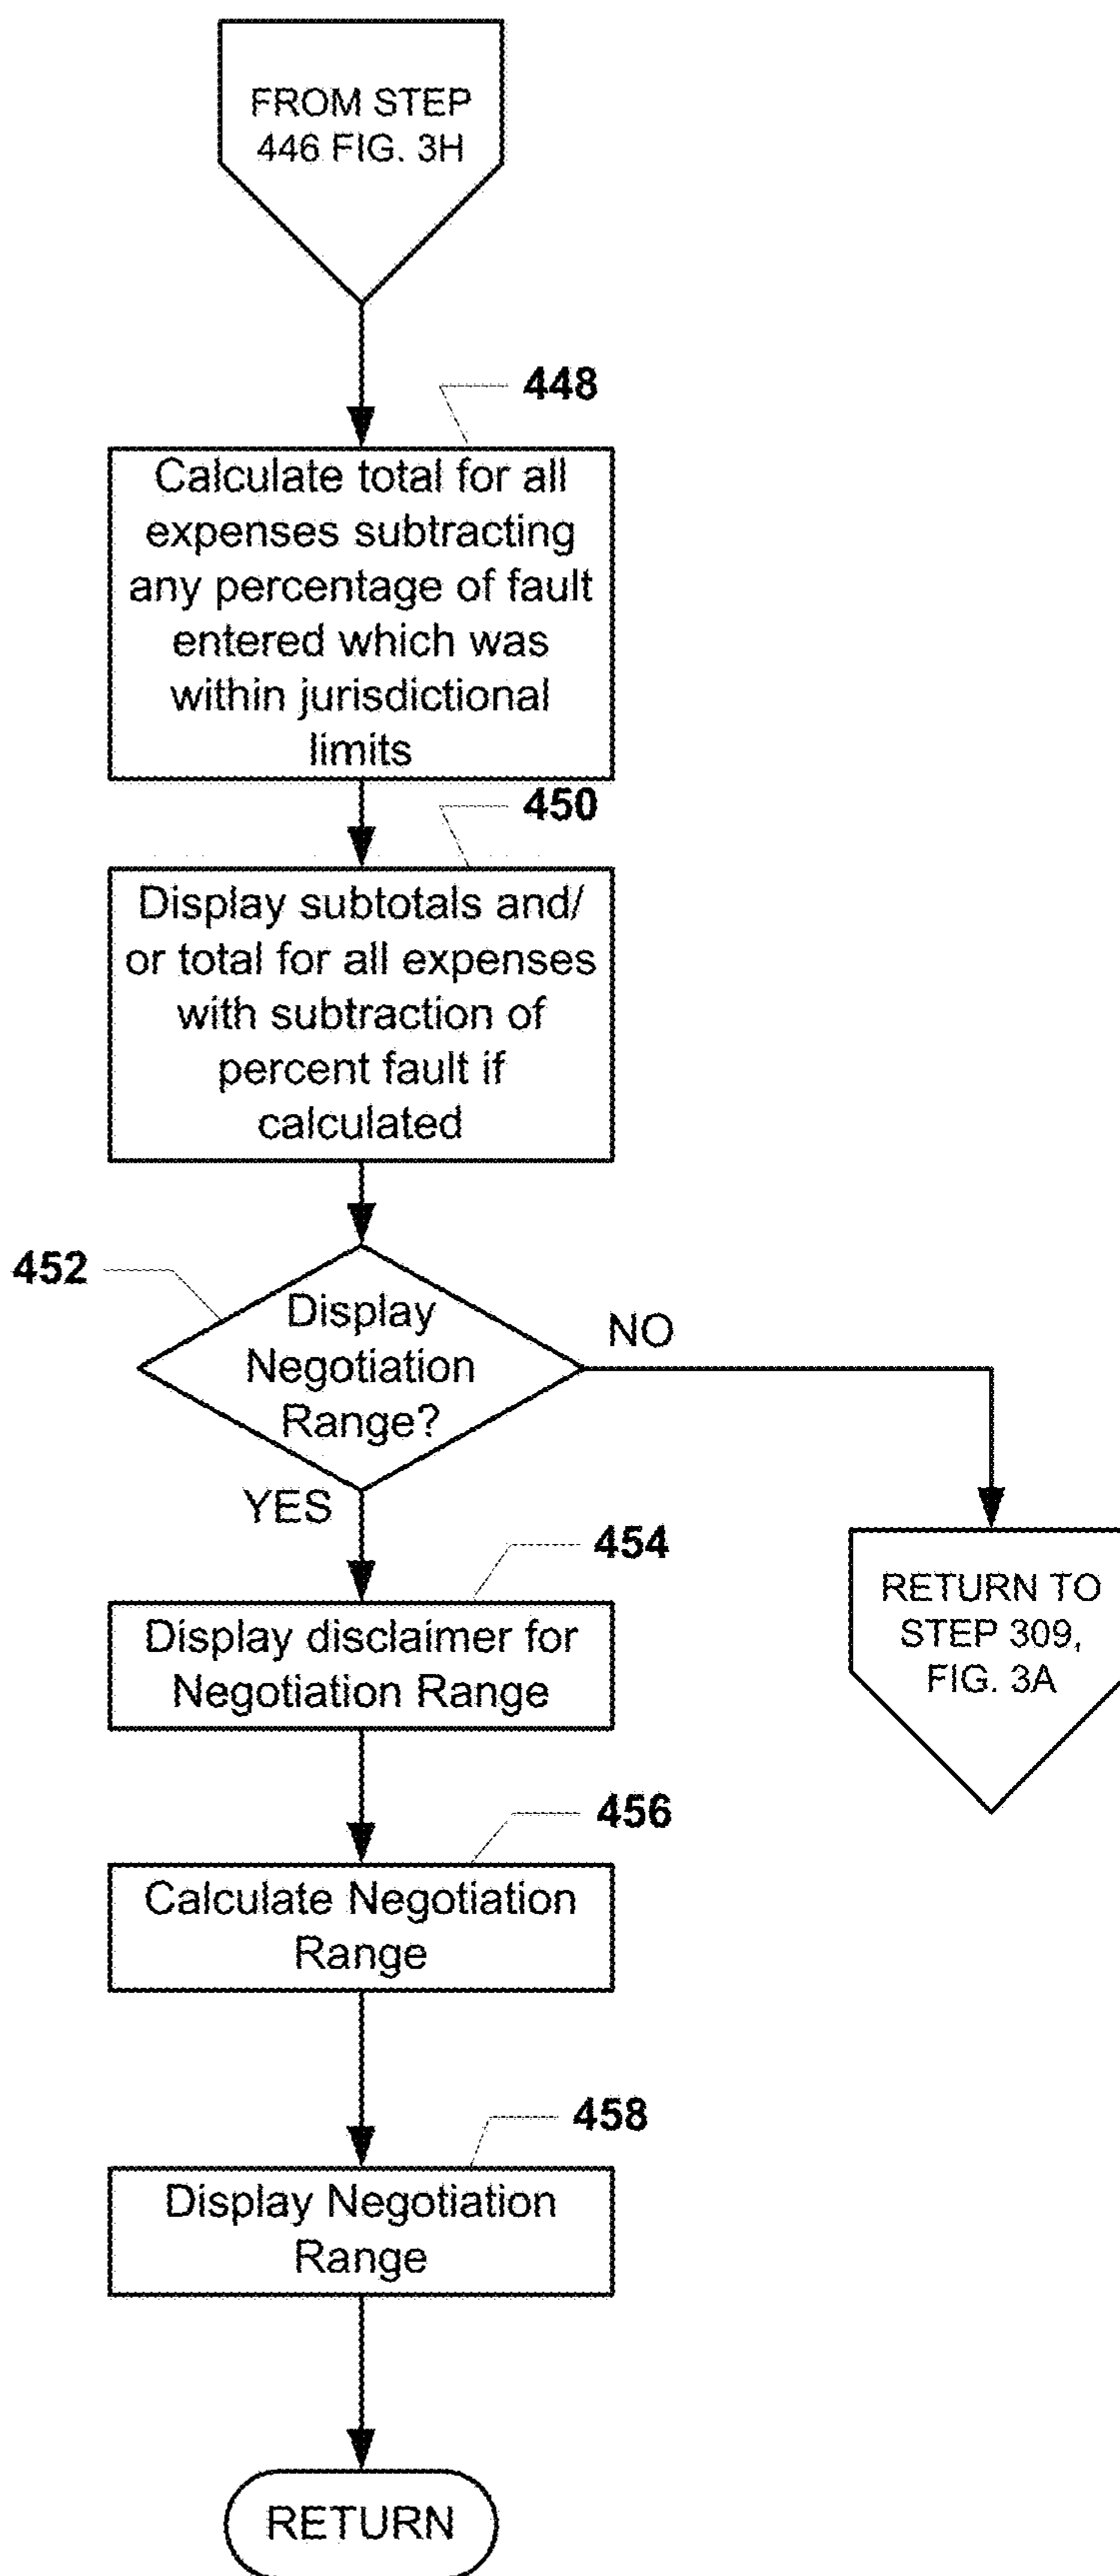 FROM STEP
446 FIG. 3H
448
Calculate total for all
expenses subtracting
any percentage of fault
entered which was
within jurisdictional
limits
450
Display subtotals and/
or total for all expenses
with subtraction of
percent fault if
calculated
452
Display
Negotiation
Range?
NO
YES
RETURN TO
STEP 309,
FIG. 3A
454
Display disclaimer for
Negotiation Range
456
Calculate Negotiation
Range
458
Display Negotiation
Range
RETURN